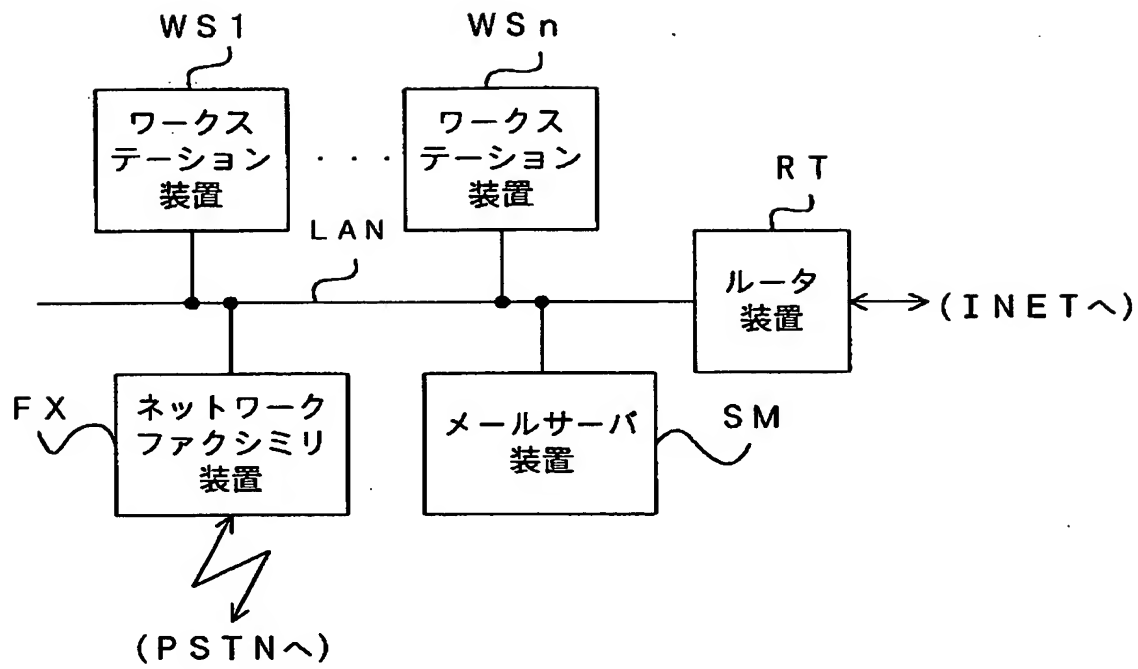 WS1
WSn
ワークス
テーション
装置
・・・
ワークス
テーション
装置
RT
LAN
ルータ
装置
(INETへ)
FX
ネットワーク
ファクシミリ
装置
メールサーバ
装置
SM
(PSTNへ)